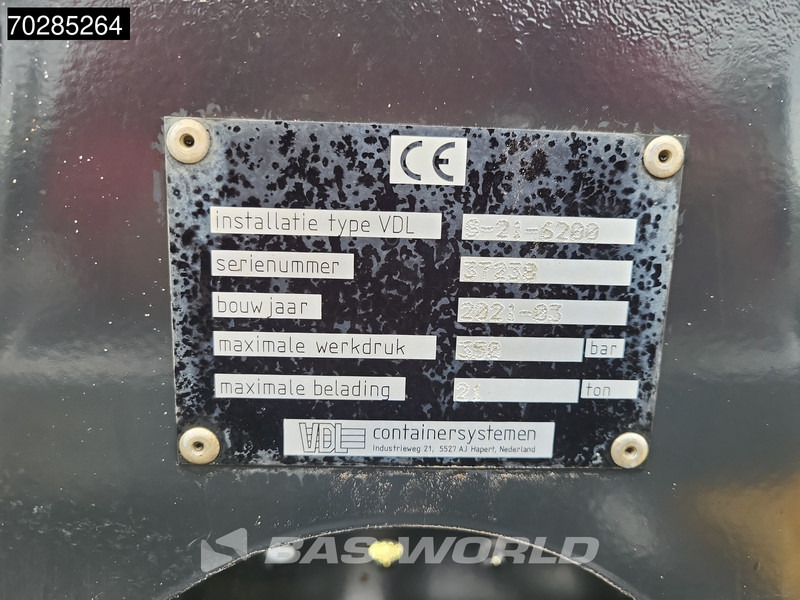 70285264
CE
installatie type VDL S-21-6200
serienummer
bouwjaar 2021-03
maximale werkdruk 350 bar
maximale belading 21 ton
VDL containersystemen
Industrieweg 21, 5527 AJ Hapert, Nederland
BAS WORLD